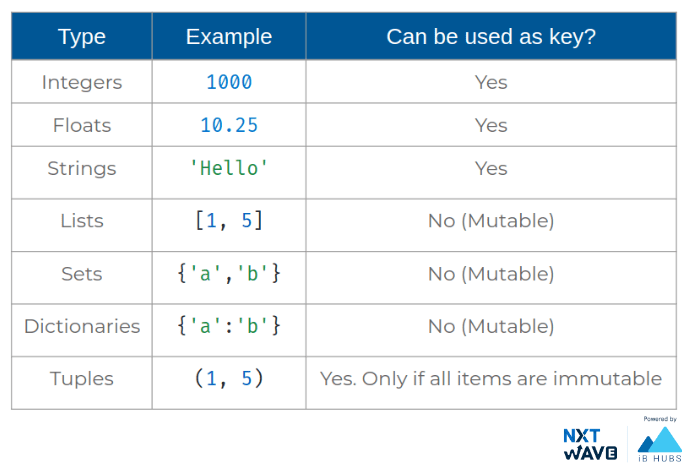 Type Example Can be used as key?
Integers 1000 Yes
Floats 10.25 Yes
Strings 'Hello' Yes
Lists [1, 5] No (Mutable)
Sets {'a','b'} No (Mutable)
Dictionaries {'a':'b'} No (Mutable)
Tuples (1, 5) Yes. Only if all items are immutable
Powered by
NXT
WAVE
iB HUBS